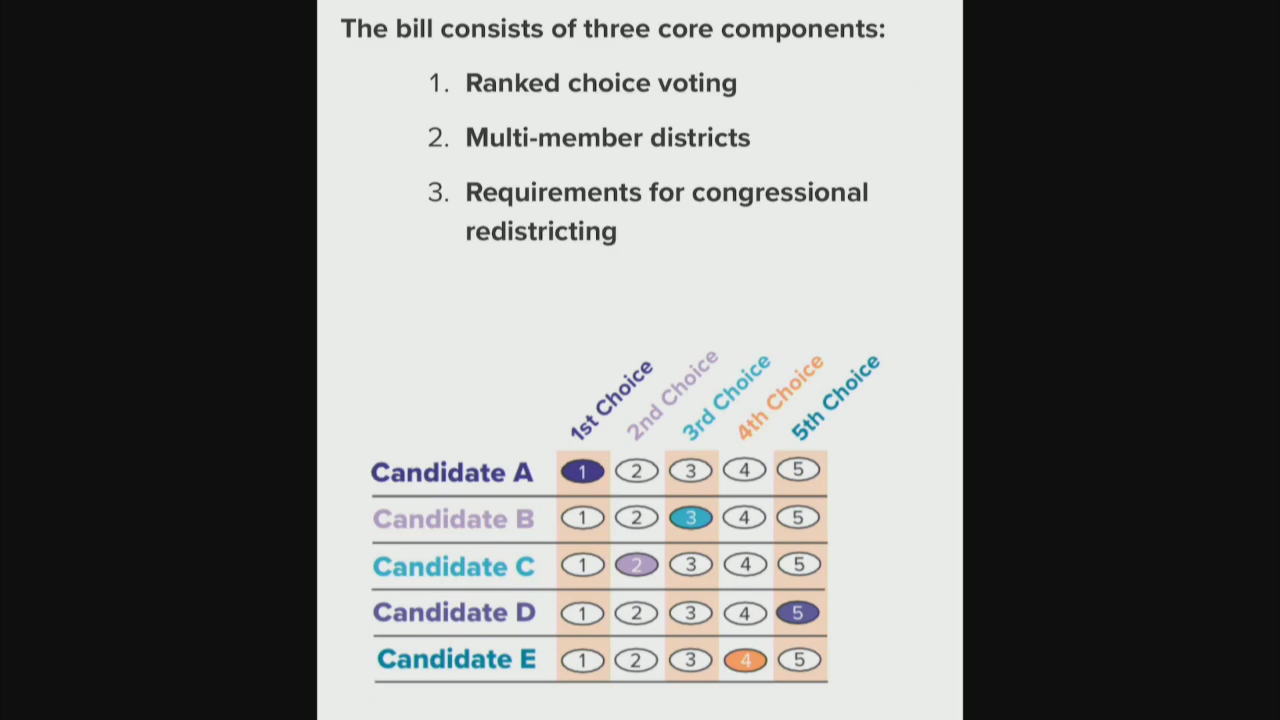 The bill consists of three core components:
1. Ranked choice voting
2. Multi-member districts
3. Requirements for congressional
redistricting
1st Choice 2nd Choice 3rd Choice 4th Choice 5th Choice
Candidate A 1 2 3 4 5
Candidate B 1 2 3 4 5
Candidate C 1 2 3 4 5
Candidate D 1 2 3 4 5
Candidate E 1 2 3 4 5